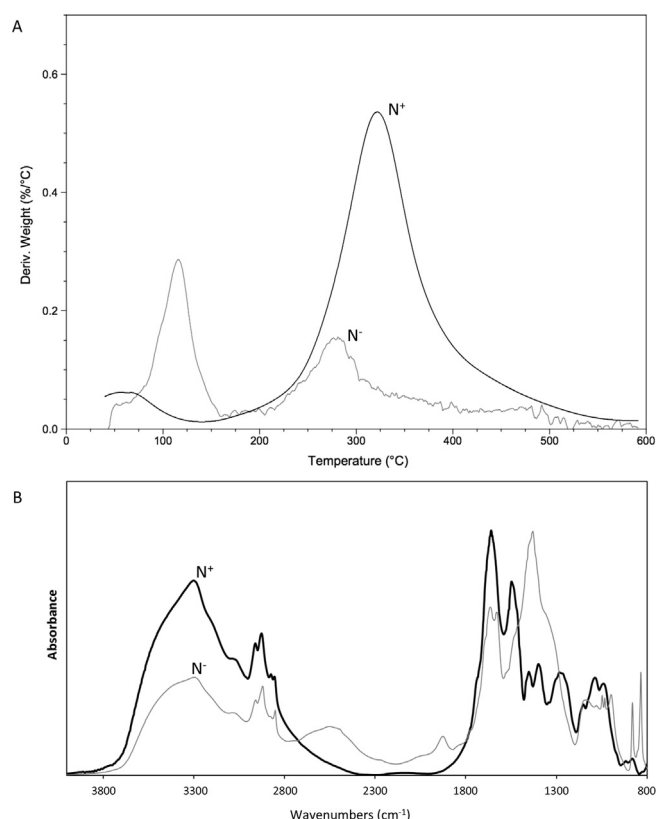 A
0.6
0.4
0.2
0.0
Deriv. Weight (%/°C)
N⁺
N⁻
0 100 200 300 400 500 600
Temperature (°C)
B
Absorbance
N⁺
N⁻
3800 3300 2800 2300 1800 1300 800
Wavenumbers (cm⁻¹)